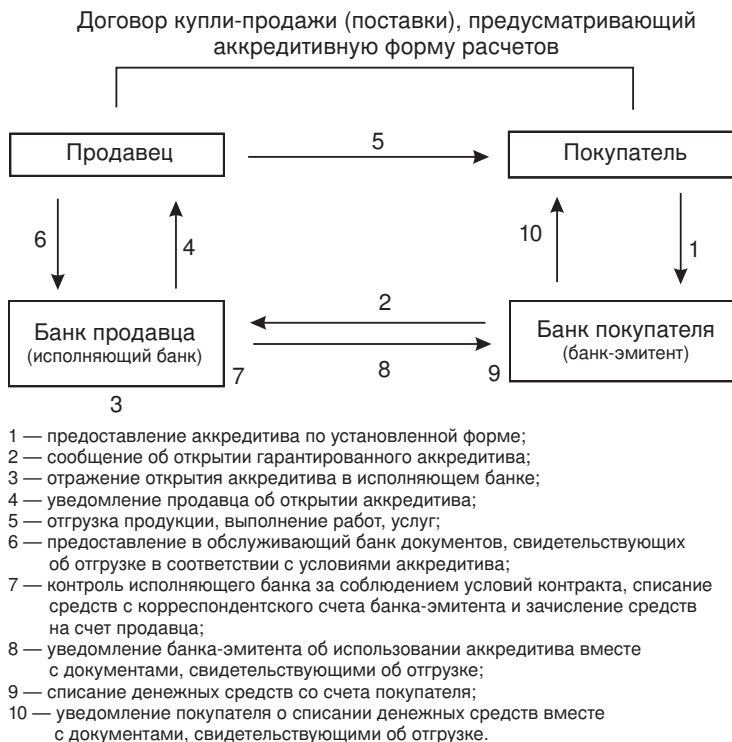 Договор купли-продажи (поставки), предусматривающий
аккредитивную форму расчетов
Продавец
5
Покупатель
6
4
10
1
Банк продавца
(исполняющий банк)
2
8
Банк покупателя
(банк-эмитент)
7
9
3
1 — предоставление аккредитива по установленной форме;
2 — сообщение об открытии гарантированного аккредитива;
3 — отражение открытия аккредитива в исполняющем банке;
4 — уведомление продавца об открытии аккредитива;
5 — отгрузка продукции, выполнение работ, услуг;
6 — предоставление в обслуживающий банк документов, свидетельствующих
об отгрузке в соответствии с условиями аккредитива;
7 — контроль исполняющего банка за соблюдением условий контракта, списание
средств с корреспондентского счета банка-эмитента и зачисление средств
на счет продавца;
8 — уведомление банка-эмитента об использовании аккредитива вместе
с документами, свидетельствующими об отгрузке;
9 — списание денежных средств со счета покупателя;
10 — уведомление покупателя о списании денежных средств вместе
с документами, свидетельствующими об отгрузке.